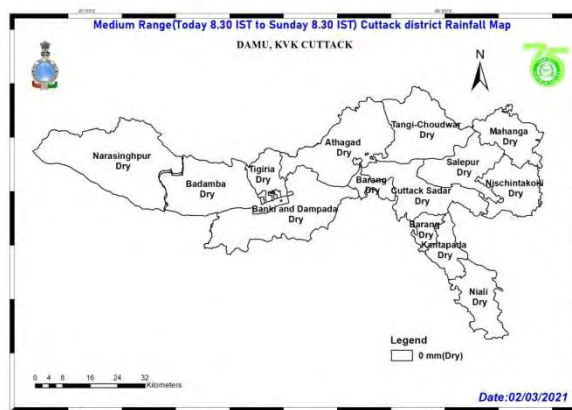 Medium Range(Today 8.30 IST to Sunday 8.30 IST) Cuttack district Rainfall Map
DAMU, KVK CUTTACK
N
75
Narasinghpur
Dry
Badamba
Dry
Tigiria
Dry
Banki and Dampada
Dry
Athagad
Dry
Tangi-Choudwar
Dry
Mahanga
Dry
Salepur
Dry
Nischintakoili
Dry
Barang
Dry
Cuttack Sadar
Dry
Barang
Dry
Kantapada
Dry
Niali
Dry
Legend
0 mm(Dry)
0 4 8 16 24 32
Kilometers
Date:02/03/2021